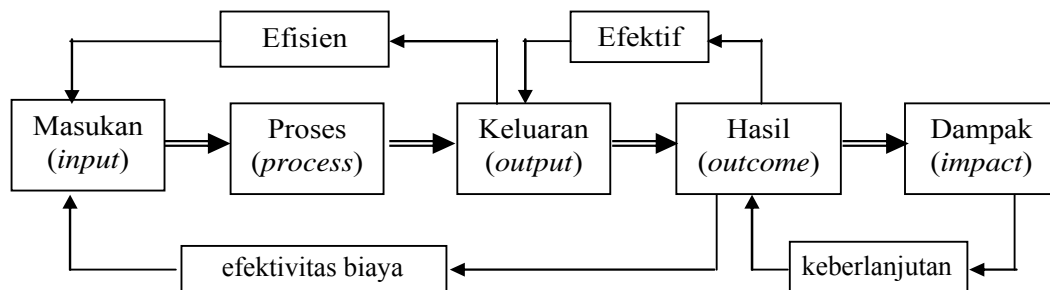 Efisien
Efektif
Masukan
(input)
Proses
(process)
Keluaran
(output)
Hasil
(outcome)
Dampak
(impact)
efektivitas biaya
keberlanjutan